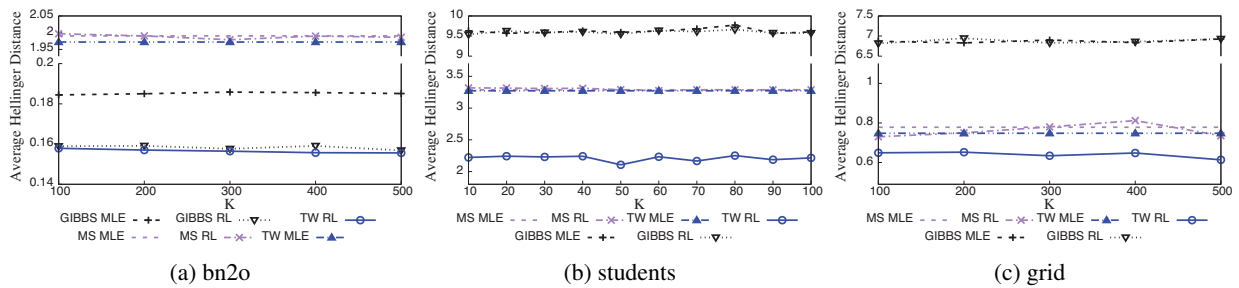 Average Hellinger Distance
2.05
2
1.95
0.2
0.18
0.16
0.14
100 200 300 400 500
K
GIBBS MLE GIBBS RL TW RL
MS MLE MS RL TW MLE
(a) bn2o
Average Hellinger Distance
10
9.5
9
3.5
3
2.5
2
10 20 30 40 50 60 70 80 90 100
K
MS MLE MS RL TW MLE TW RL
GIBBS MLE GIBBS RL
(b) students
Average Hellinger Distance
7.5
7
6.5
1
0.8
0.6
100 200 300 400 500
K
MS MLE MS RL TW MLE TW RL
GIBBS MLE GIBBS RL
(c) grid